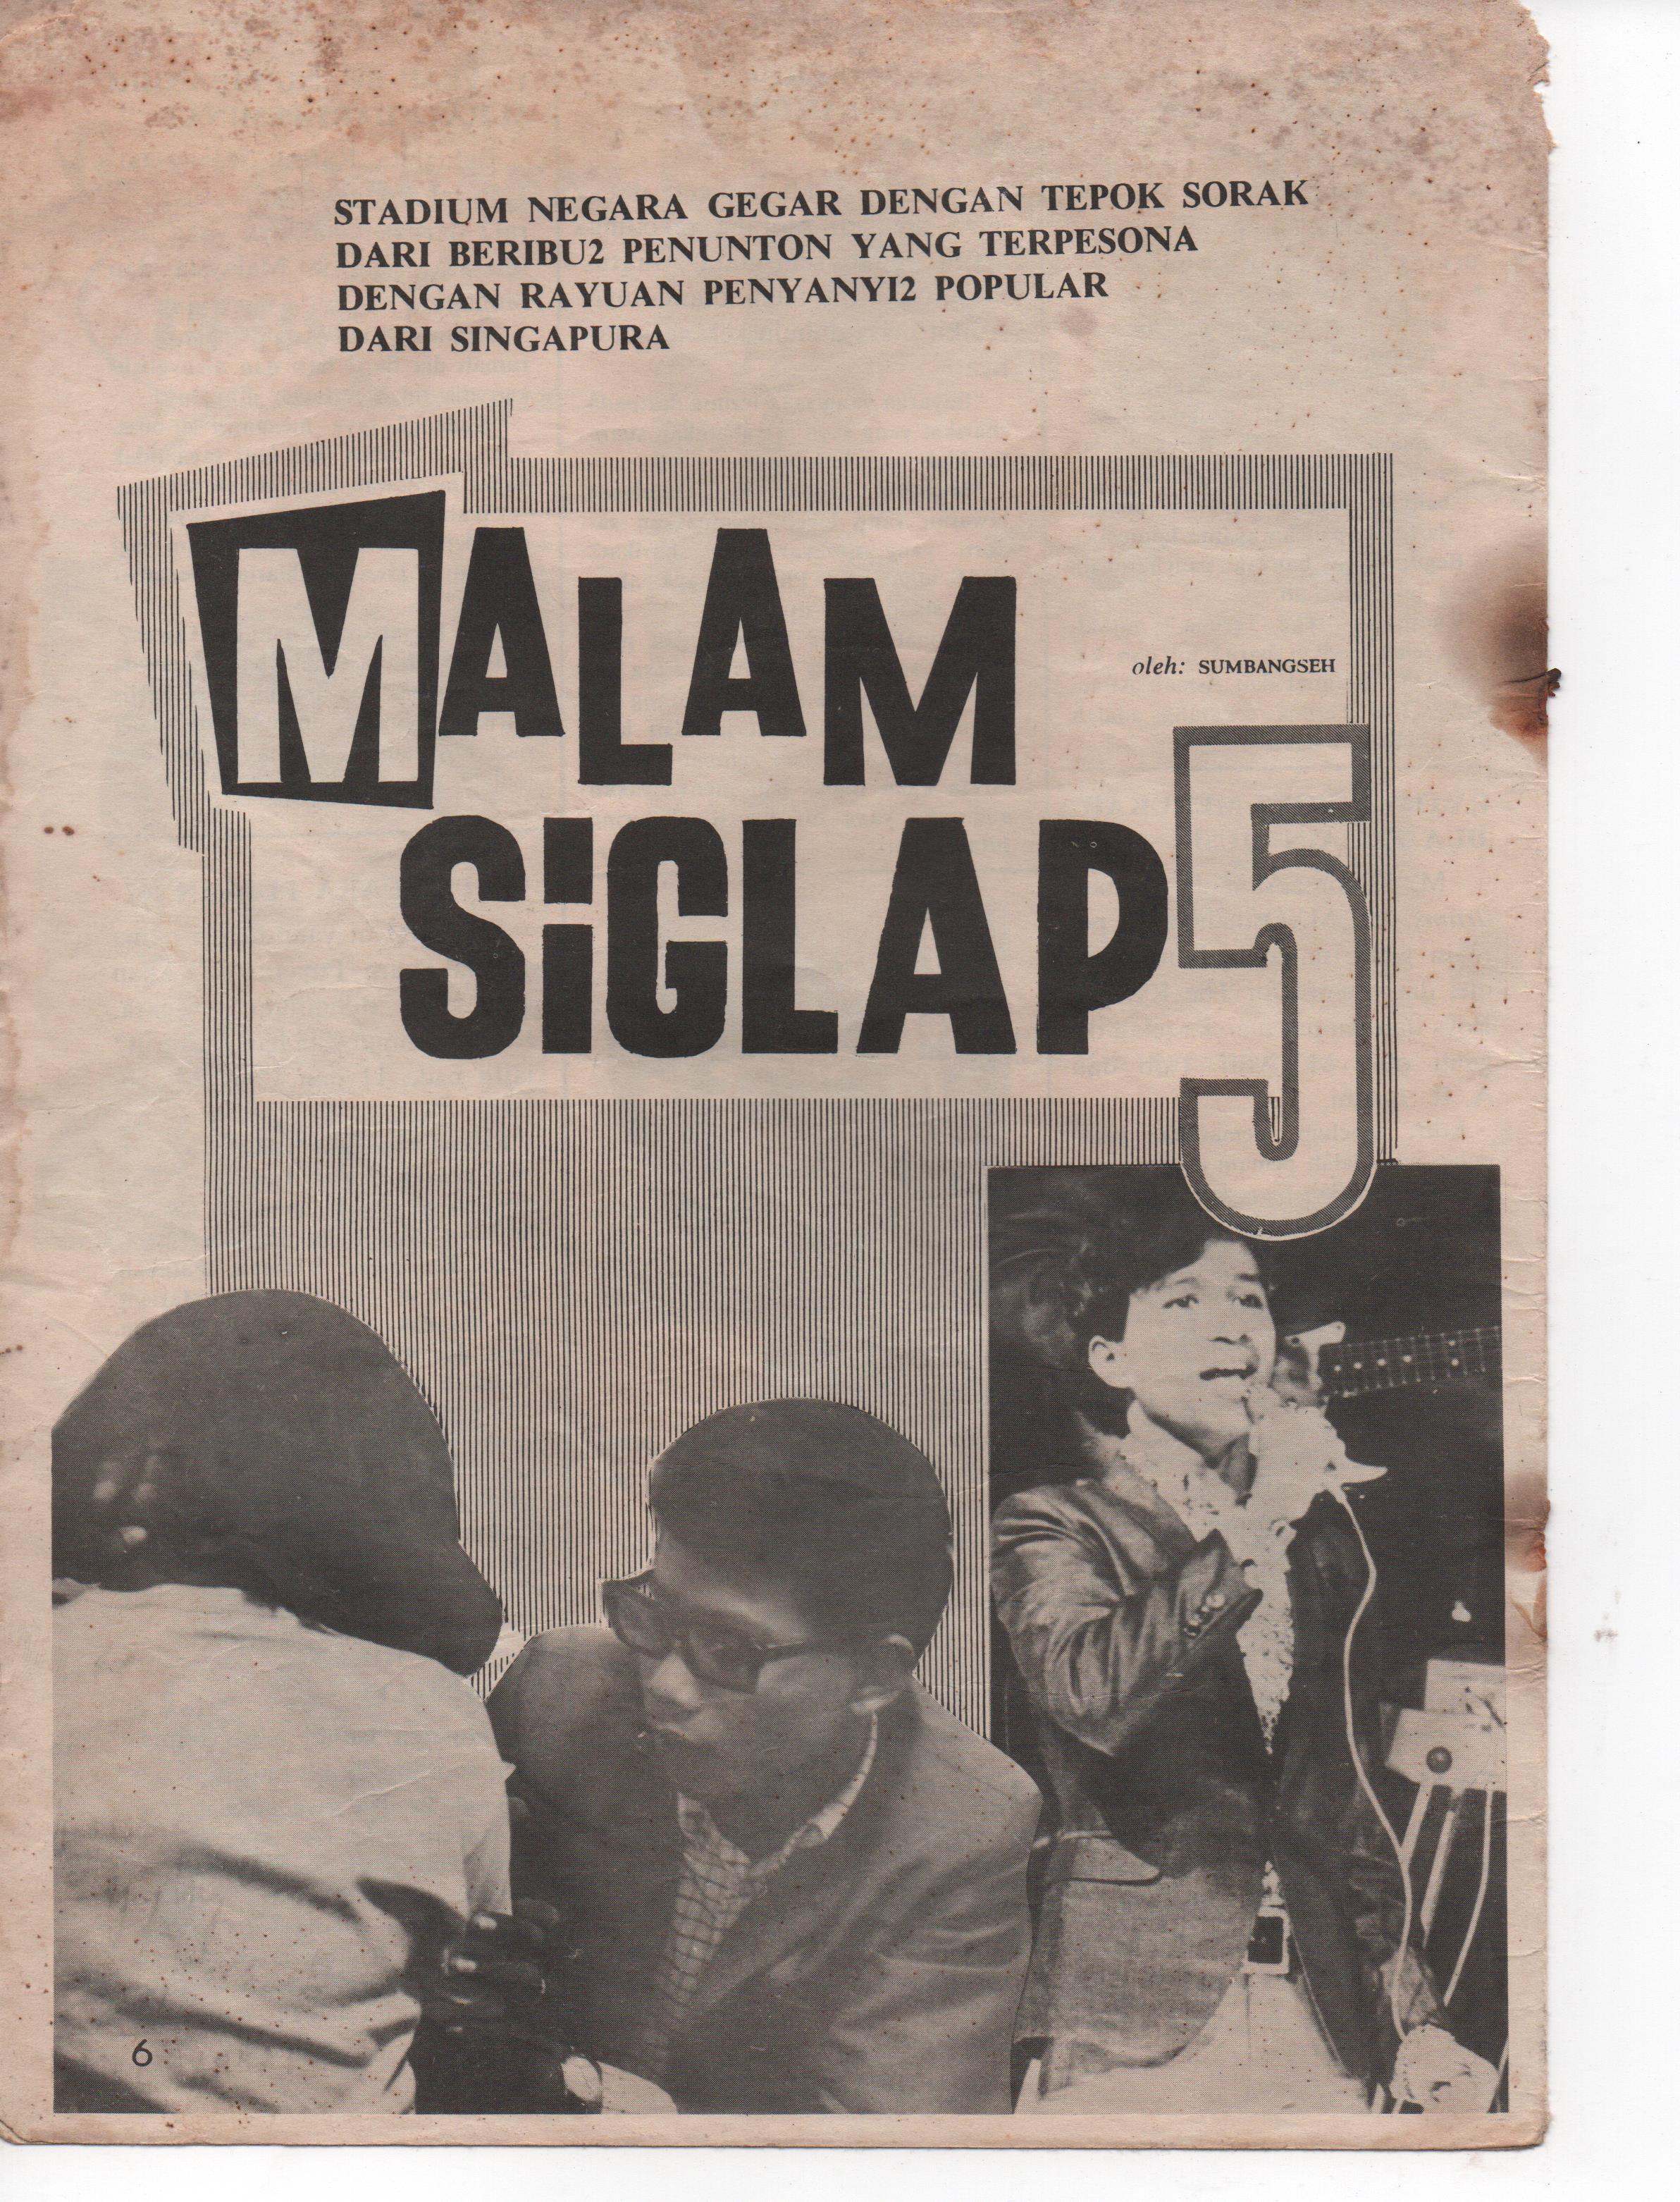 STADIUM NEGARA GEGAR DENGAN TEPOK SORAK
DARI BERIBU2 PENUNTON YANG TERPESONA
DENGAN RAYUAN PENYANYI2 POPULAR
DARI SINGAPURA
MALAM
oleh: SUMBANGSEH
SiGLAP 5
6